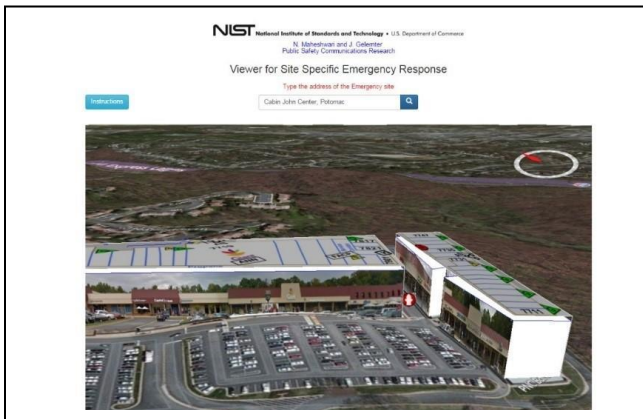 NIST National Institute of Standards and Technology • U.S. Department of Commerce
N. Maheshwari and J. Gelernter
Public Safety Communications Research
Viewer for Site Specific Emergency Response
Type the address of the Emergency site
Instructions
Cabin John Center, Potomac
7711